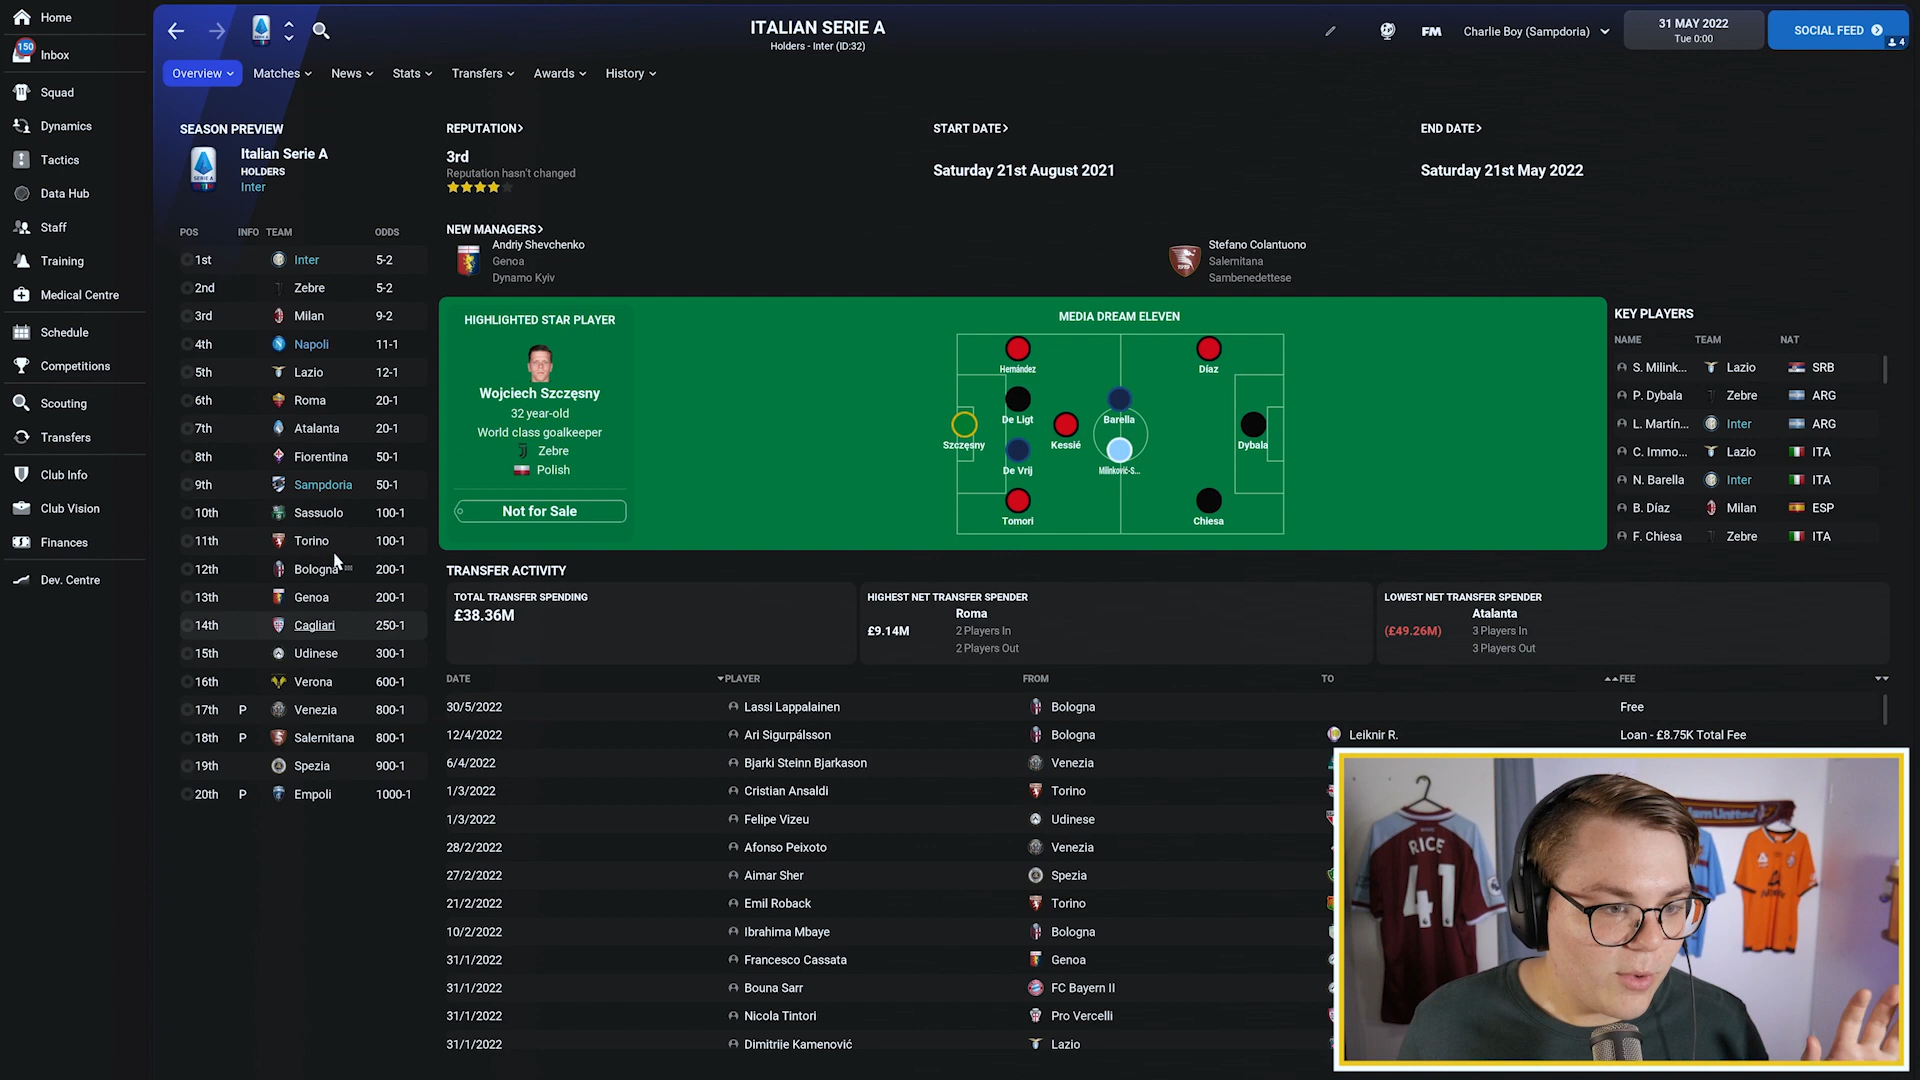 Home
150
Inbox
Squad
Dynamics
Tactics
Data Hub
Staff
Training
Medical Centre
Schedule
Competitions
Scouting
Transfers
Club Info
Club Vision
Finances
Dev. Centre
ITALIAN SERIE A
Holders - Inter (ID:32)
FM
Charlie Boy (Sampdoria)
31 MAY 2022
Tue 0:00
SOCIAL FEED
4
Overview Matches News Stats Transfers Awards History
SEASON PREVIEW
Italian Serie A
HOLDERS
Inter
REPUTATION>
3rd
Reputation hasn't changed
START DATE>
Saturday 21st August 2021
END DATE>
Saturday 21st May 2022
NEW MANAGERS>
Andriy Shevchenko
Genoa
Dynamo Kyiv
Stefano Colantuono
Salernitana
Sambenedettese
POS INFO TEAM ODDS
1st Inter 5-2
2nd Zebre 5-2
3rd Milan 9-2
4th Napoli 11-1
5th Lazio 12-1
6th Roma 20-1
7th Atalanta 20-1
8th Fiorentina 50-1
9th Sampdoria 50-1
10th Sassuolo 100-1
11th Torino 100-1
12th Bologna 200-1
13th Genoa 200-1
14th Cagliari 250-1
15th Udinese 300-1
16th Verona 600-1
17th P Venezia 800-1
18th P Salernitana 800-1
19th Spezia 900-1
20th P Empoli 1000-1
HIGHLIGHTED STAR PLAYER
Wojciech Szczęsny
32 year-old
World class goalkeeper
Zebre
Polish
Not for Sale
MEDIA DREAM ELEVEN
Hernández
Díaz
De Ligt
Barella
Szczęsny
Kessié
Dybala
De Vrij
Milinković-S...
Tomori
Chiesa
KEY PLAYERS
NAME TEAM NAT
S. Milink... Lazio SRB
P. Dybala Zebre ARG
L. Martín... Inter ARG
C. Immo... Lazio ITA
N. Barella Inter ITA
B. Díaz Milan ESP
F. Chiesa Zebre ITA
TRANSFER ACTIVITY
TOTAL TRANSFER SPENDING
£38.36M
HIGHEST NET TRANSFER SPENDER
Roma
£9.14M
2 Players In
2 Players Out
LOWEST NET TRANSFER SPENDER
Atalanta
(£49.26M)
3 Players In
3 Players Out
DATE PLAYER FROM TO FEE
30/5/2022 Lassi Lappalainen Bologna Free
12/4/2022 Ari Sigurpálsson Bologna Leiknir R. Loan - £8.75K Total Fee
6/4/2022 Bjarki Steinn Bjarkason Venezia
1/3/2022 Cristian Ansaldi Torino
1/3/2022 Felipe Vizeu Udinese
28/2/2022 Afonso Peixoto Venezia
27/2/2022 Aimar Sher Spezia
21/2/2022 Emil Roback Torino
10/2/2022 Ibrahima Mbaye Bologna
31/1/2022 Francesco Cassata Genoa
31/1/2022 Bouna Sarr FC Bayern II
31/1/2022 Nicola Tintori Pro Vercelli
31/1/2022 Dimitrije Kamenović Lazio
RICE
41